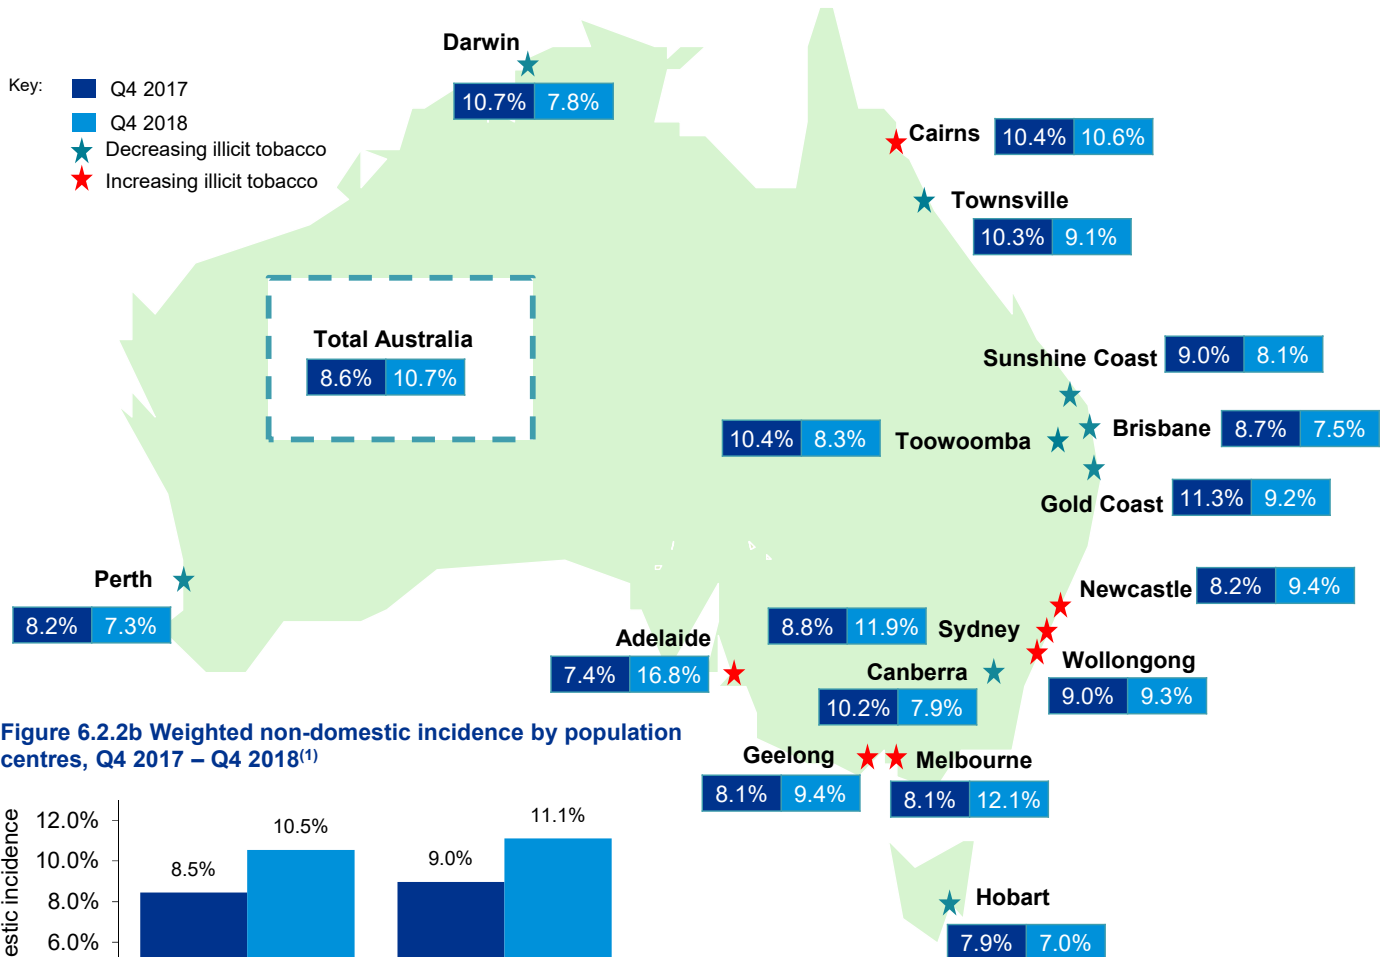 Darwin
10.7% 7.8%
Key:
Q4 2017
Q4 2018
Decreasing illicit tobacco
Increasing illicit tobacco
Cairns 10.4% 10.6%
Townsville
10.3% 9.1%
Total Australia
8.6% 10.7%
Sunshine Coast 9.0% 8.1%
10.4% 8.3% Toowoomba
Brisbane 8.7% 7.5%
Gold Coast 11.3% 9.2%
Perth
8.2% 7.3%
Newcastle 8.2% 9.4%
8.8% 11.9% Sydney
Adelaide
7.4% 16.8%
Wollongong
9.0% 9.3%
Canberra
10.2% 7.9%
Figure 6.2.2b Weighted non-domestic incidence by population
centres, Q4 2017 – Q4 2018(1)
Geelong
8.1% 9.4%
Melbourne
8.1% 12.1%
estic incidence
12.0%
10.0%
8.0%
6.0%
8.5%
10.5%
9.0%
11.1%
Hobart
7.9% 7.0%